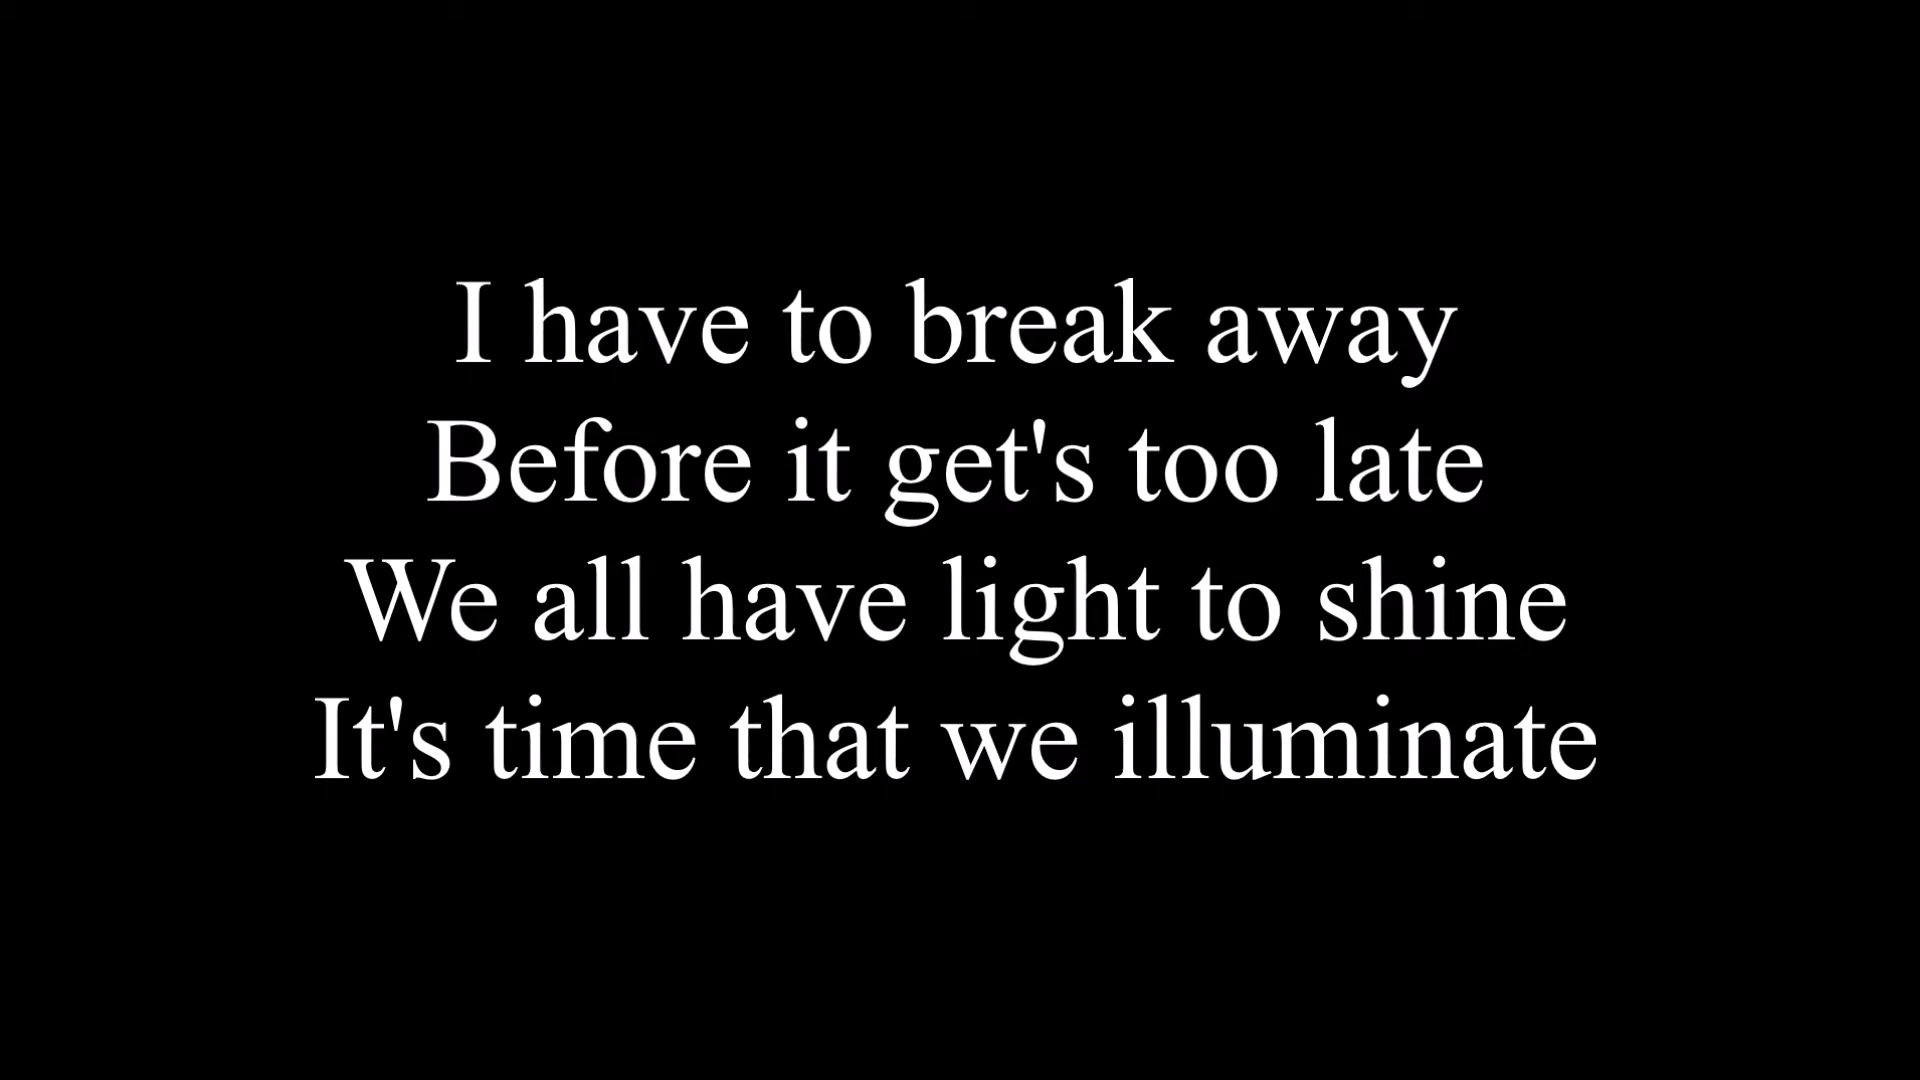 I have to break away
Before it get's too late
We all have light to shine
It's time that we illuminate